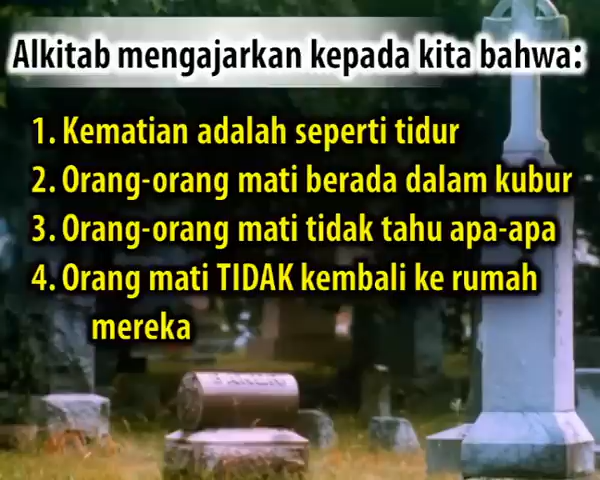 Alkitab mengajarkan kepada kita bahwa:
1. Kematian adalah seperti tidur
2. Orang-orang mati berada dalam kubur
3. Orang-orang mati tidak tahu apa-apa
4. Orang mati TIDAK kembali ke rumah
mereka